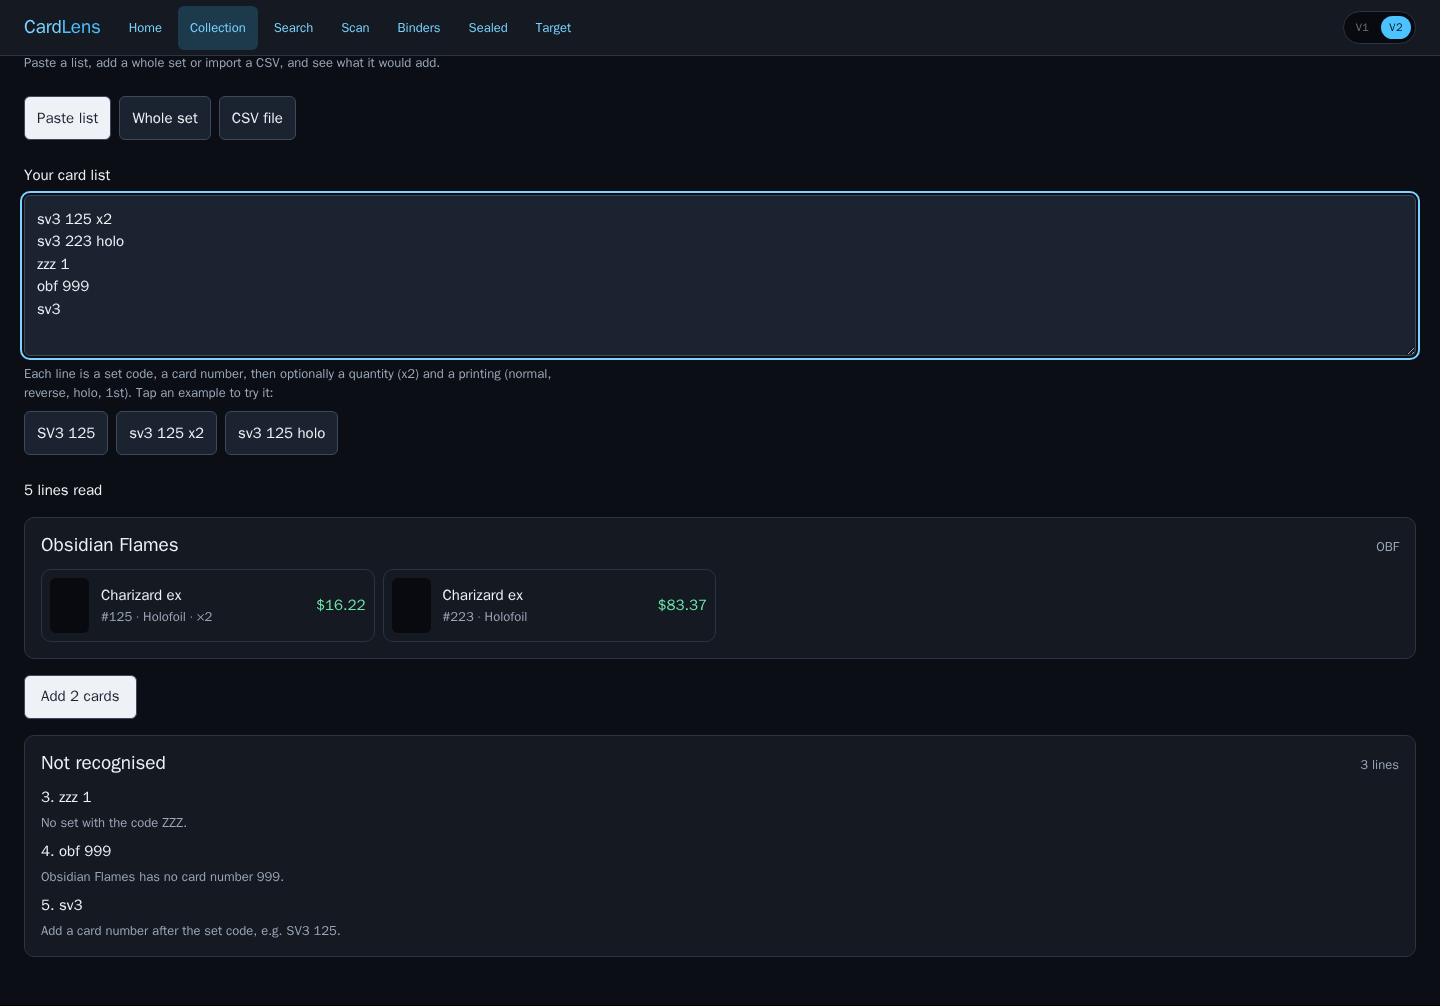 CardLens Home Collection Search Scan Binders Sealed Target V1 V2
Paste a list, add a whole set or import a CSV, and see what it would add.
Paste list Whole set CSV file
Your card list
sv3 125 x2
sv3 223 holo
zzz 1
obf 999
sv3
Each line is a set code, a card number, then optionally a quantity (x2) and a printing (normal,
reverse, holo, 1st). Tap an example to try it:
SV3 125 sv3 125 x2 sv3 125 holo
5 lines read
Obsidian Flames OBF
Charizard ex
#125 · Holofoil · ×2
$16.22
Charizard ex
#223 · Holofoil
$83.37
Add 2 cards
Not recognised 3 lines
3. zzz 1
No set with the code ZZZ.
4. obf 999
Obsidian Flames has no card number 999.
5. sv3
Add a card number after the set code, e.g. SV3 125.